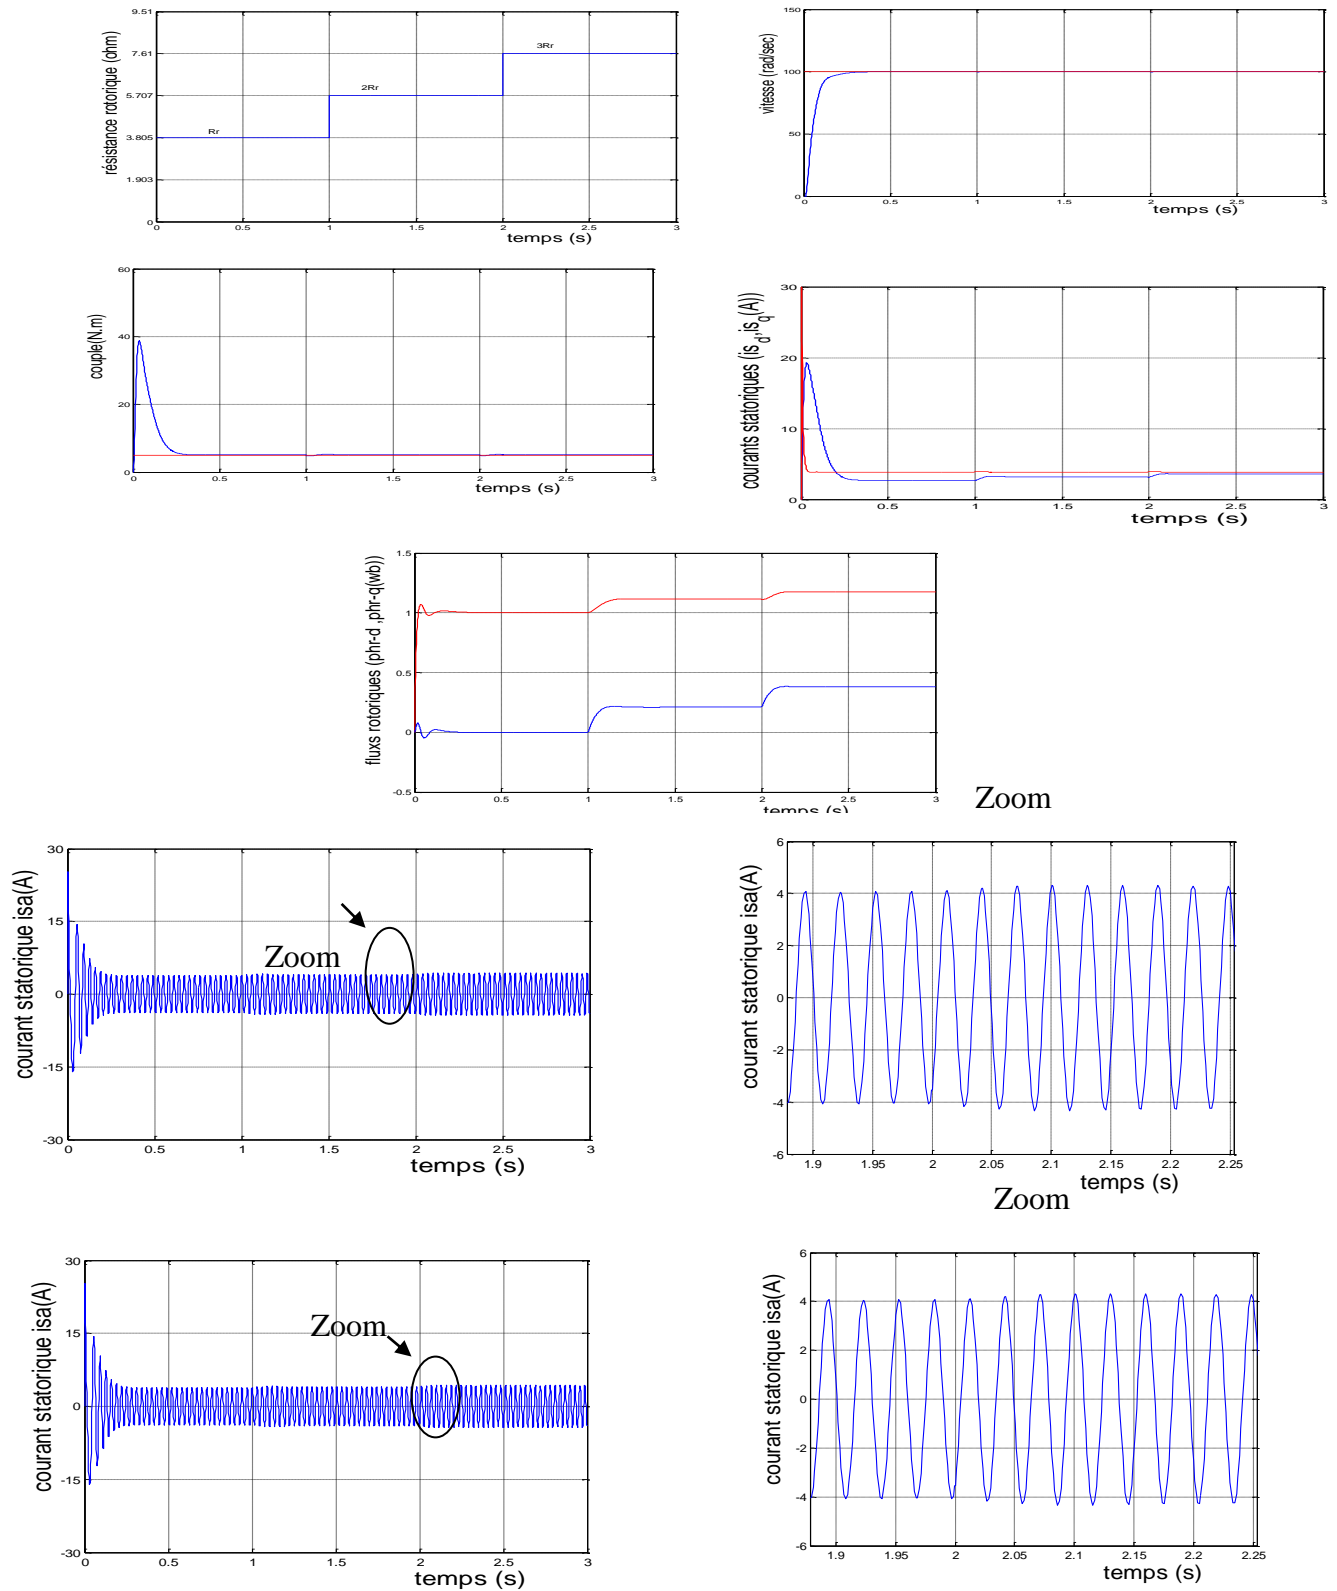 résistance rotorique (ohm)
9.51
7.61
5.707
3.805
1.903
0
Rr
2Rr
3Rr
0 0.5 1 1.5 2 2.5 3
temps (s)
vitesse (rad/sec)
150
100
50
0
0 0.5 1 1.5 2 2.5 3
temps (s)
couple(N.m)
60
40
20
0
0 0.5 1 1.5 2 2.5 3
temps (s)
courants statoriques (is_d,is_q(A))
30
20
10
0
0 0.5 1 1.5 2 2.5 3
temps (s)
fluxs rotoriques (phr-d ,phr-q(wb))
1.5
1
0.5
0
-0.5
0 0.5 1 1.5 2 2.5 3
temps (s)
Zoom
courant statorique isa(A)
30
15
0
-15
-30
Zoom
0 0.5 1 1.5 2 2.5 3
temps (s)
courant statorique isa(A)
6
4
2
0
-2
-4
-6
1.9 1.95 2 2.05 2.1 2.15 2.2 2.25
temps (s)
Zoom
courant statorique isa(A)
30
15
0
-15
-30
Zoom
0 0.5 1 1.5 2 2.5 3
temps (s)
courant statorique isa(A)
6
4
2
0
-2
-4
-6
1.9 1.95 2 2.05 2.1 2.15 2.2 2.25
temps (s)